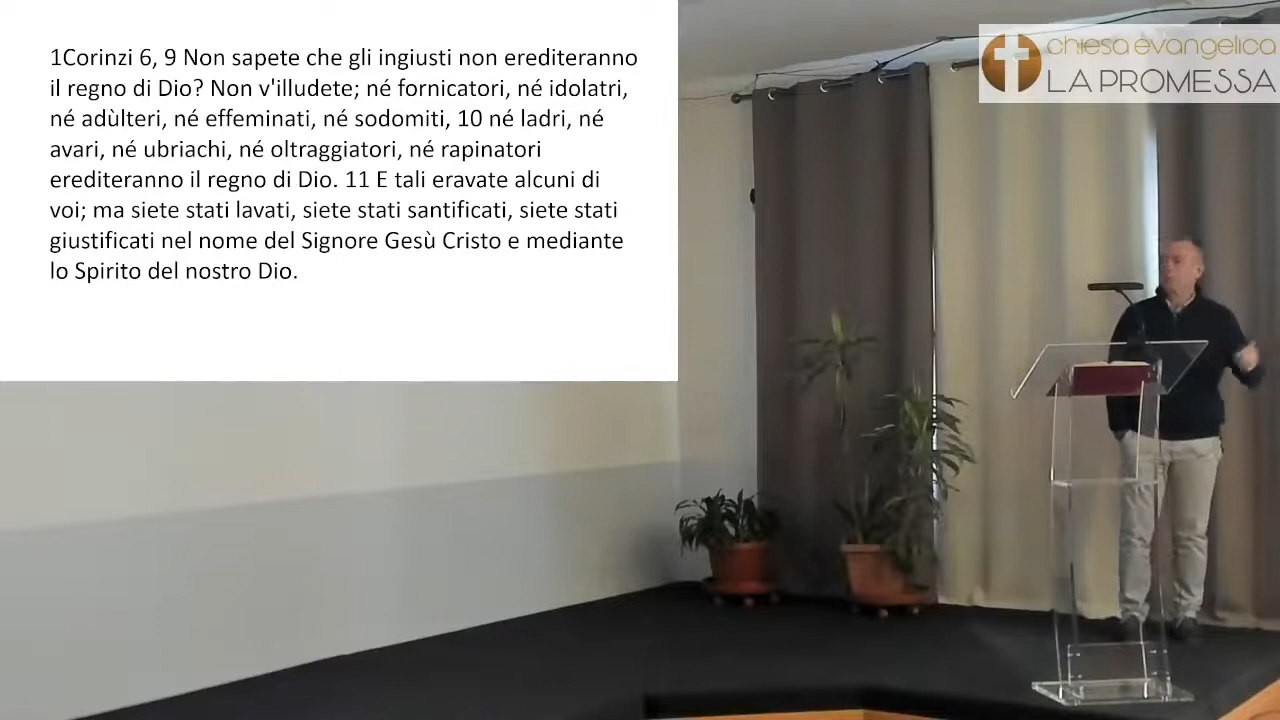 1Corinzi 6, 9 Non sapete che gli ingiusti non erediteranno
il regno di Dio? Non v'illudete; né fornicatori, né idolatri,
né adùlteri, né effeminati, né sodomiti, 10 né ladri, né
avari, né ubriachi, né oltraggiatori, né rapinatori
erediteranno il regno di Dio. 11 E tali eravate alcuni di
voi; ma siete stati lavati, siete stati santificati, siete stati
giustificati nel nome del Signore Gesù Cristo e mediante
lo Spirito del nostro Dio.
chiesa evangelica
LA PROMESSA